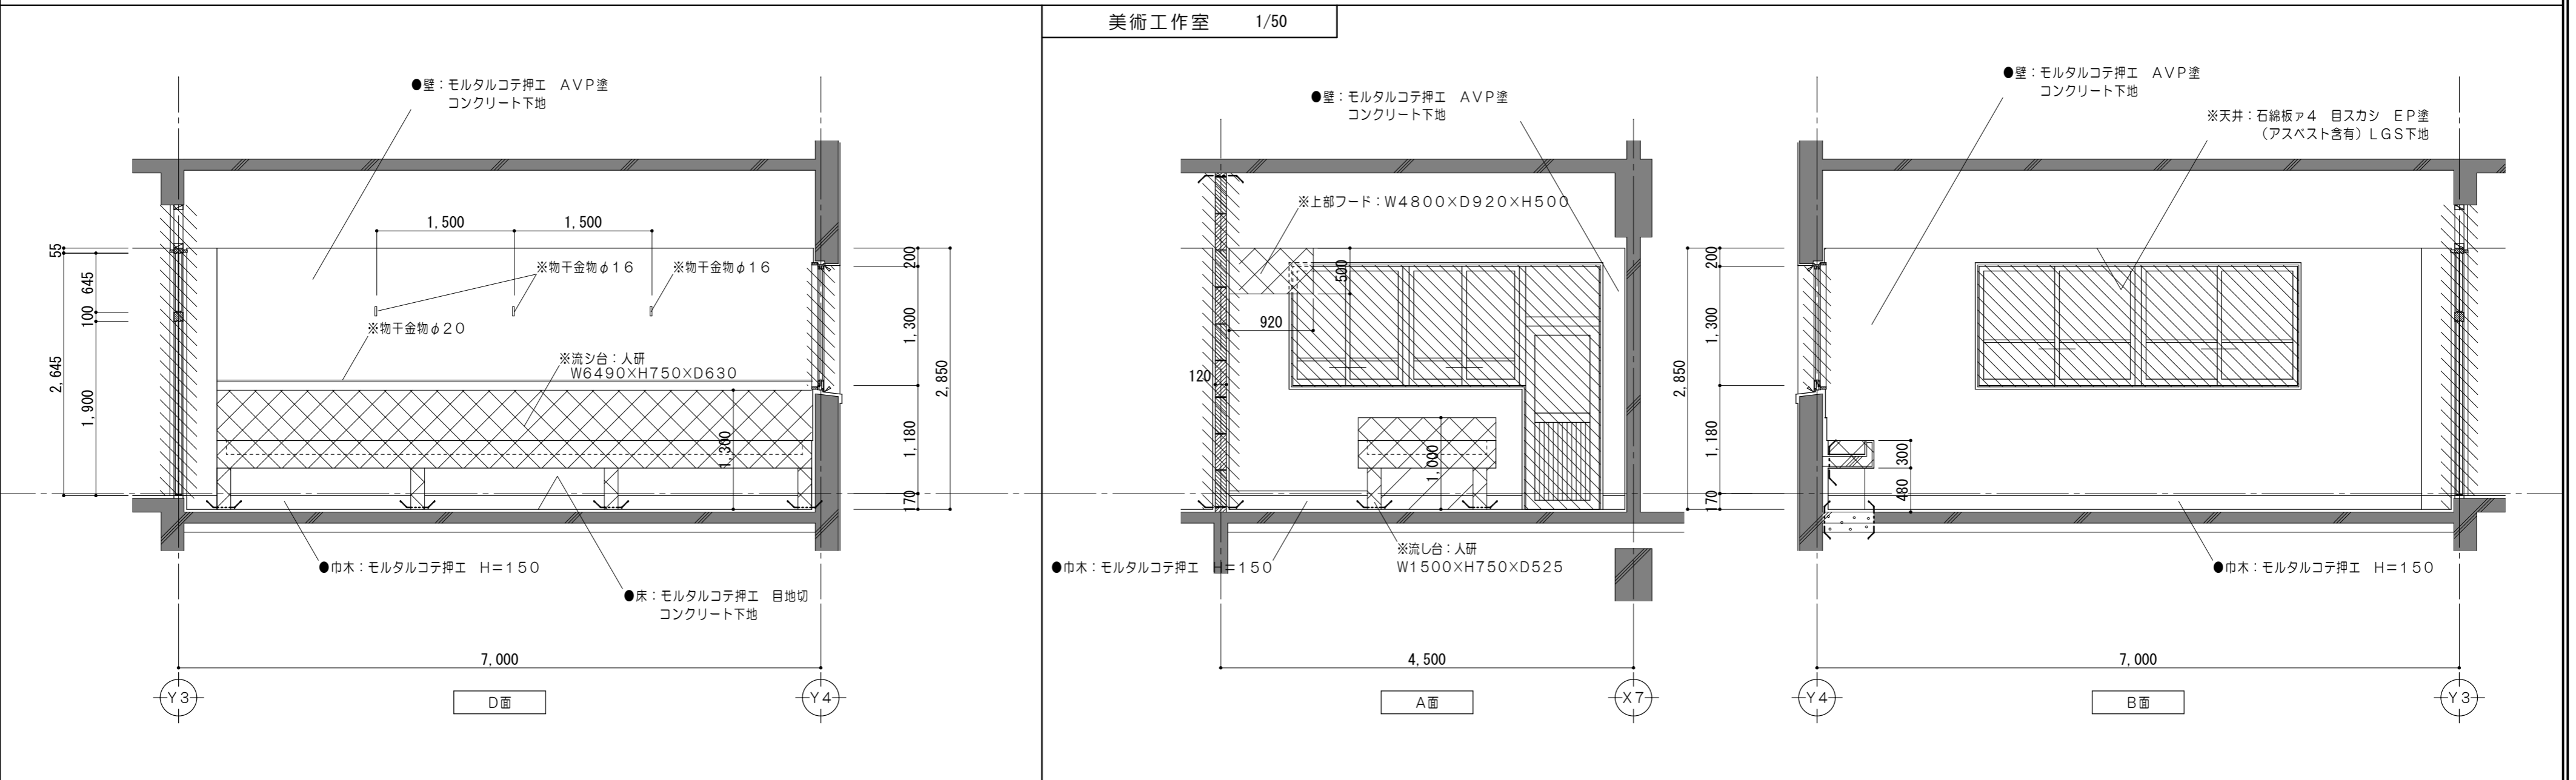 美術工作室 1/50
●壁：モルタルコテ押エ ＡＶＰ塗
コンクリート下地
1,500
1,500
※物干金物φ１６
※物干金物φ１６
※物干金物φ２０
※流シ台：人研
Ｗ6490×Ｈ750×Ｄ630
55
645
100
1,900
2,645
200
1,300
1,180
170
2,850
1,300
●巾木：モルタルコテ押エ Ｈ＝１５０
●床：モルタルコテ押エ 目地切
コンクリート下地
7,000
Ｙ３
Ｙ４
Ｄ面
●壁：モルタルコテ押エ ＡＶＰ塗
コンクリート下地
※上部フード：Ｗ4800×Ｄ920×Ｈ500
500
920
120
1,000
●巾木：モルタルコテ押エ Ｈ＝１５０
※流し台：人研
Ｗ1500×Ｈ750×Ｄ525
200
1,300
1,180
170
2,850
4,500
Ｘ７
Ａ面
●壁：モルタルコテ押エ ＡＶＰ塗
コンクリート下地
※天井：石綿板ァ４ 目スカシ ＥＰ塗
（アスベスト含有）ＬＧＳ下地
300
480
●巾木：モルタルコテ押エ Ｈ＝１５０
7,000
Ｙ４
Ｙ３
Ｂ面